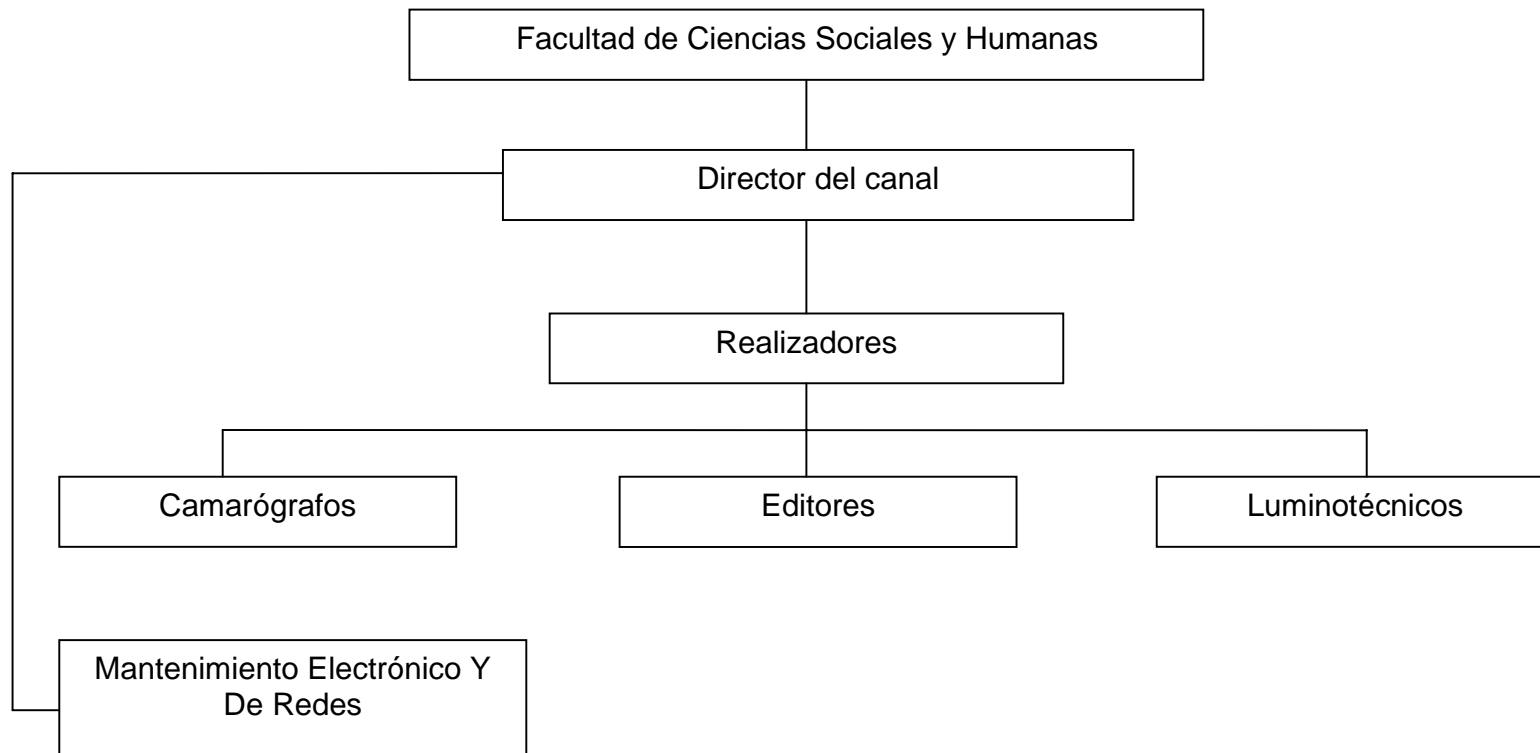 Facultad de Ciencias Sociales y Humanas
Director del canal
Realizadores
Camarógrafos
Editores
Luminotécnicos
Mantenimiento Electrónico Y
De Redes